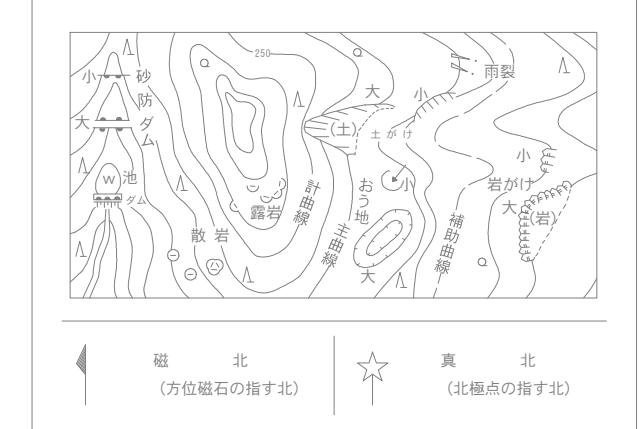 250
小
砂防ダム
大
W
池
ダム
大
小
雨裂
(土)
土がけ
小
小
岩がけ
大
(岩)
おう地
大
計曲線
主曲線
補助曲線
露岩
散岩
磁北
（方位磁石の指す北）
真北
（北極点の指す北）